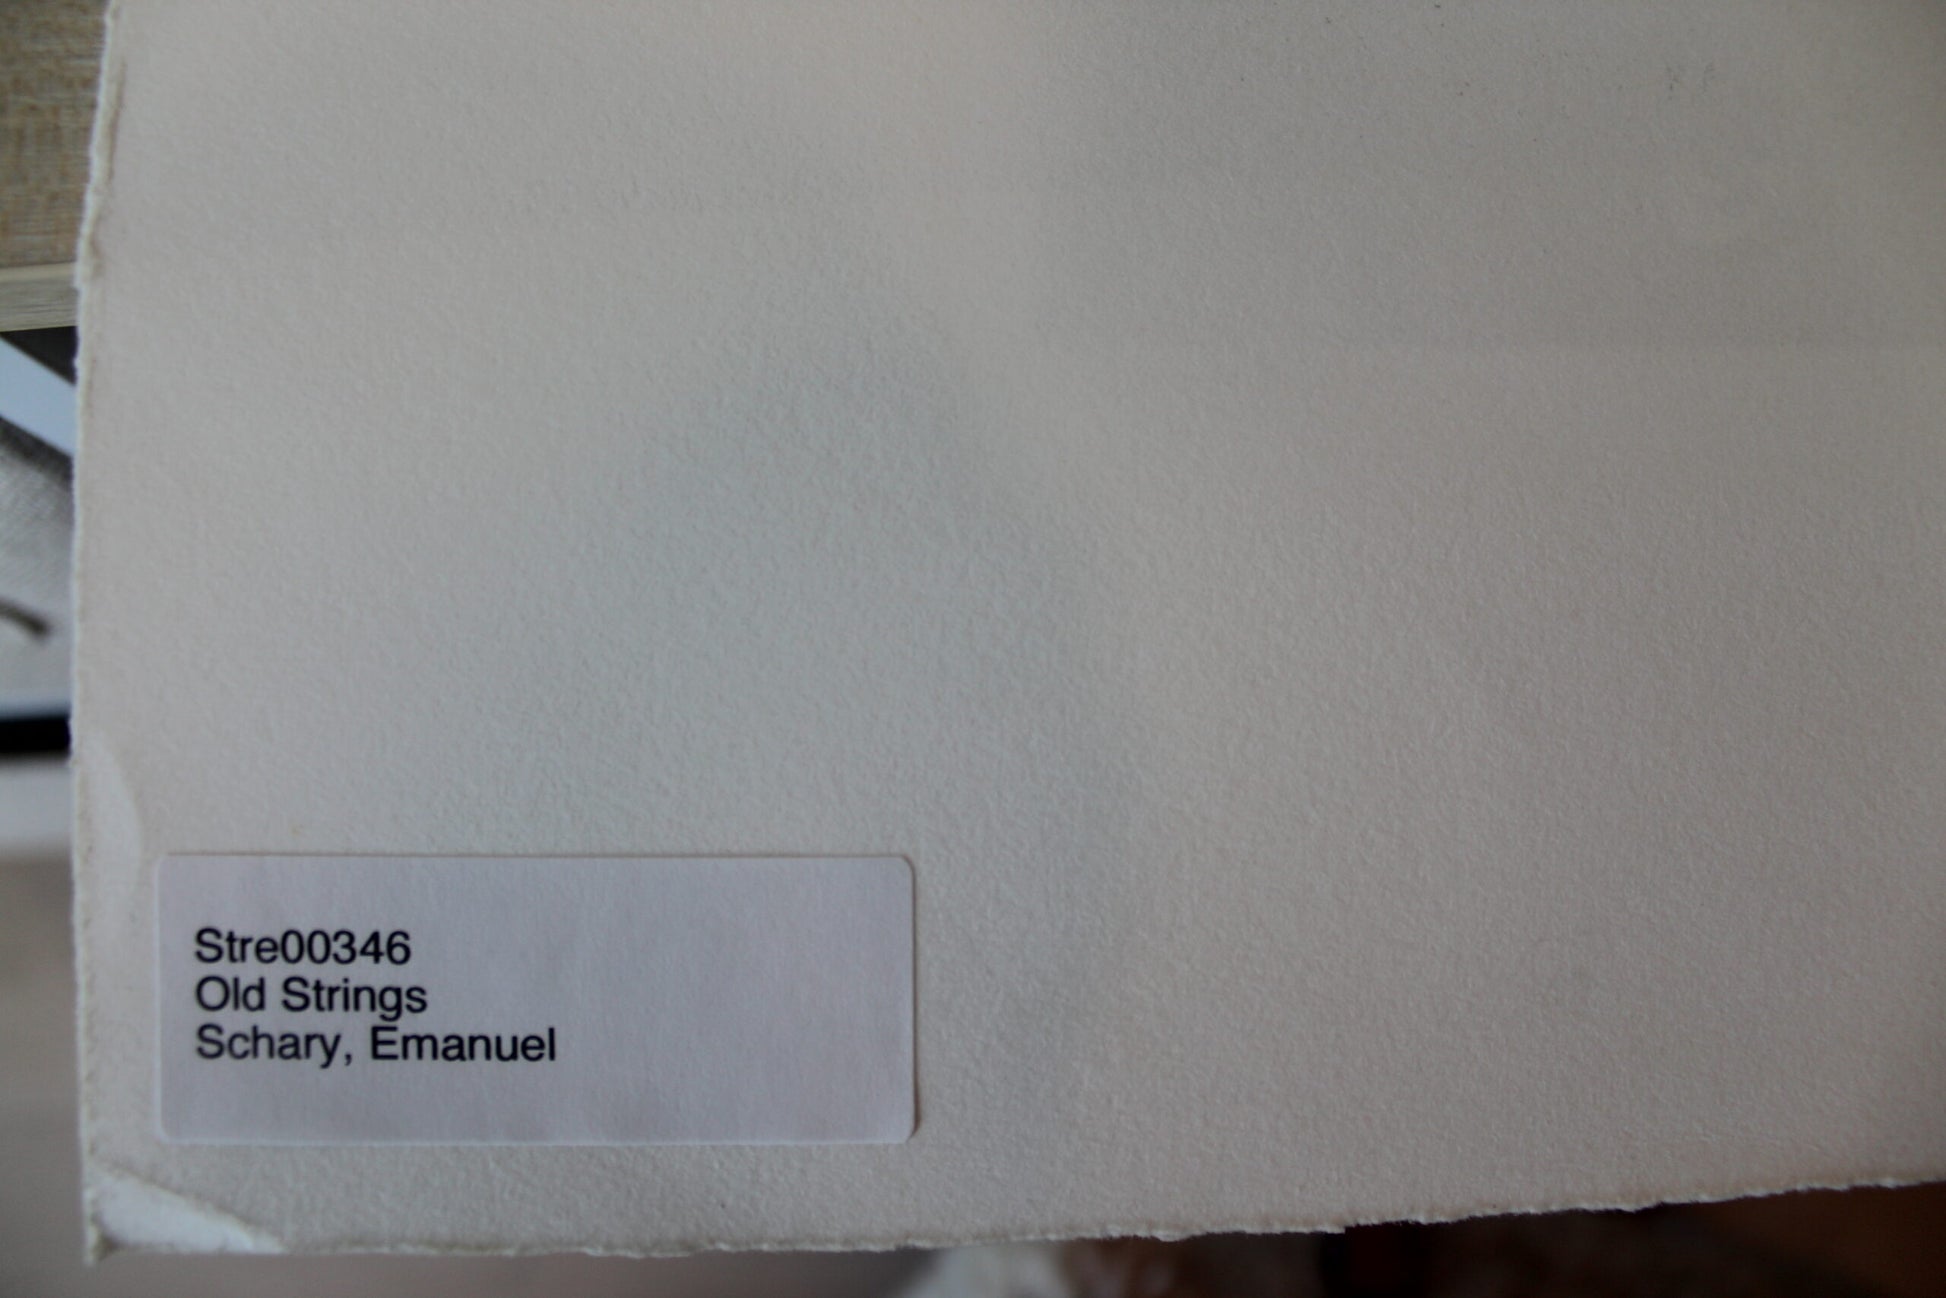 Stre00346
Old Strings
Schary, Emanuel